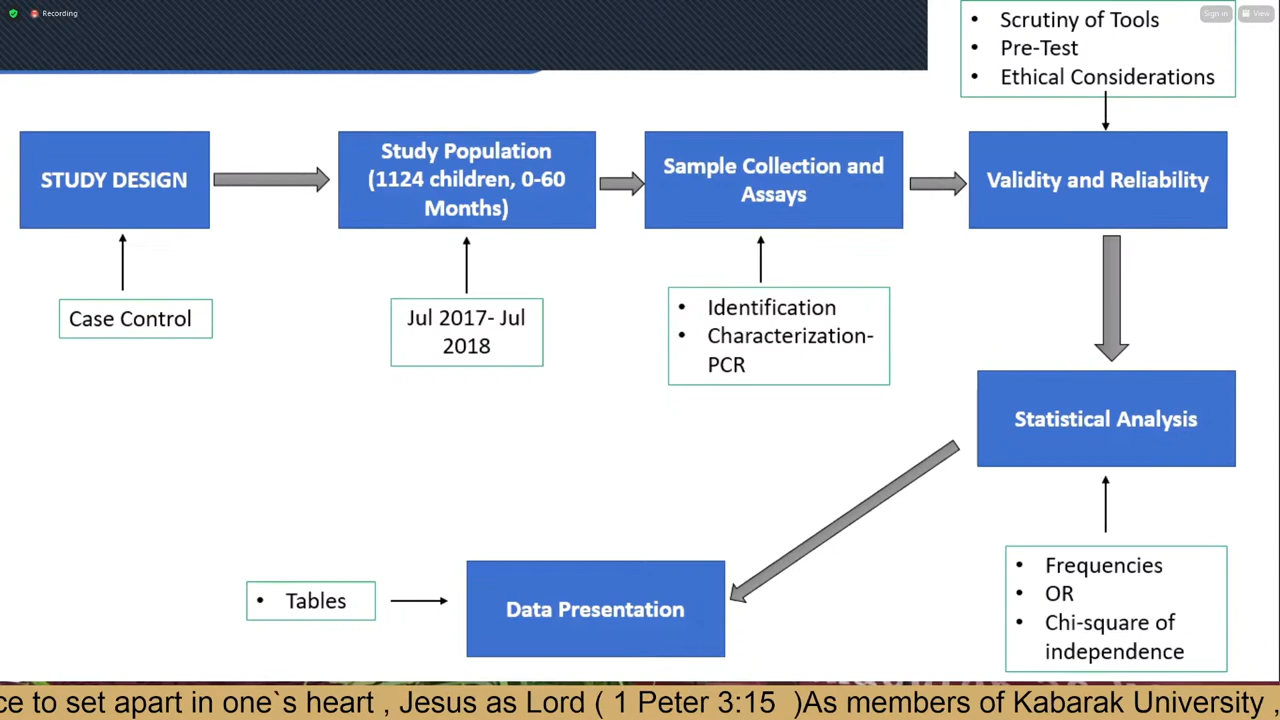 Recording
Sign in
View
• Scrutiny of Tools
• Pre-Test
• Ethical Considerations
STUDY DESIGN
Study Population
(1124 children, 0-60
Months)
Sample Collection and
Assays
Validity and Reliability
Case Control
Jul 2017- Jul
2018
• Identification
• Characterization-
PCR
Statistical Analysis
• Frequencies
• OR
• Chi-square of
independence
• Tables
Data Presentation
ce to set apart in one`s heart , Jesus as Lord ( 1 Peter 3:15 )As members of Kabarak University ,